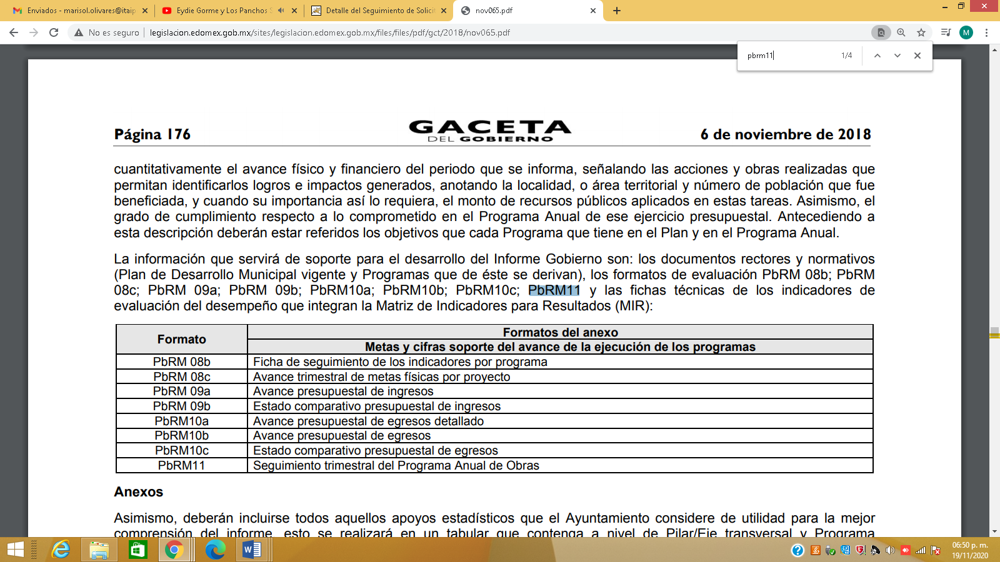 Enviados - marisol.olivares@itaip
Eydie Gorme y Los Panchos S
Detalle del Seguimiento de Solicit
nov065.pdf
No es seguro
legislacion.edomex.gob.mx/sites/legislacion.edomex.gob.mx/files/files/pdf/gct/2018/nov065.pdf
M
pbrm11
1/4
Página 176
GACETA
DEL GOBIERNO
6 de noviembre de 2018
cuantitativamente el avance físico y financiero del periodo que se informa, señalando las acciones y obras realizadas que
permitan identificarlos logros e impactos generados, anotando la localidad, o área territorial y número de población que fue
beneficiada, y cuando su importancia así lo requiera, el monto de recursos públicos aplicados en estas tareas. Asimismo, el
grado de cumplimiento respecto a lo comprometido en el Programa Anual de ese ejercicio presupuestal. Antecediendo a
esta descripción deberán estar referidos los objetivos que cada Programa que tiene en el Plan y en el Programa Anual.
La información que servirá de soporte para el desarrollo del Informe Gobierno son: los documentos rectores y normativos
(Plan de Desarrollo Municipal vigente y Programas que de éste se derivan), los formatos de evaluación PbRM 08b; PbRM
08c; PbRM 09a; PbRM 09b; PbRM10a; PbRM10b; PbRM10c; PbRM11 y las fichas técnicas de los indicadores de
evaluación del desempeño que integran la Matriz de Indicadores para Resultados (MIR):
Formato
Formatos del anexo
Metas y cifras soporte del avance de la ejecución de los programas
PbRM 08b Ficha de seguimiento de los indicadores por programa
PbRM 08c Avance trimestral de metas físicas por proyecto
PbRM 09a Avance presupuestal de ingresos
PbRM 09b Estado comparativo presupuestal de ingresos
PbRM10a Avance presupuestal de egresos detallado
PbRM10b Avance presupuestal de egresos
PbRM10c Estado comparativo presupuestal de egresos
PbRM11 Seguimiento trimestral del Programa Anual de Obras
Anexos
Asimismo, deberán incluirse todos aquellos apoyos estadísticos que el Ayuntamiento considere de utilidad para la mejor
comprensión del informe, esto se realizará en un tabular que contenga a nivel de Pilar/Eje transversal y Programa
06:50 p. m.
19/11/2020